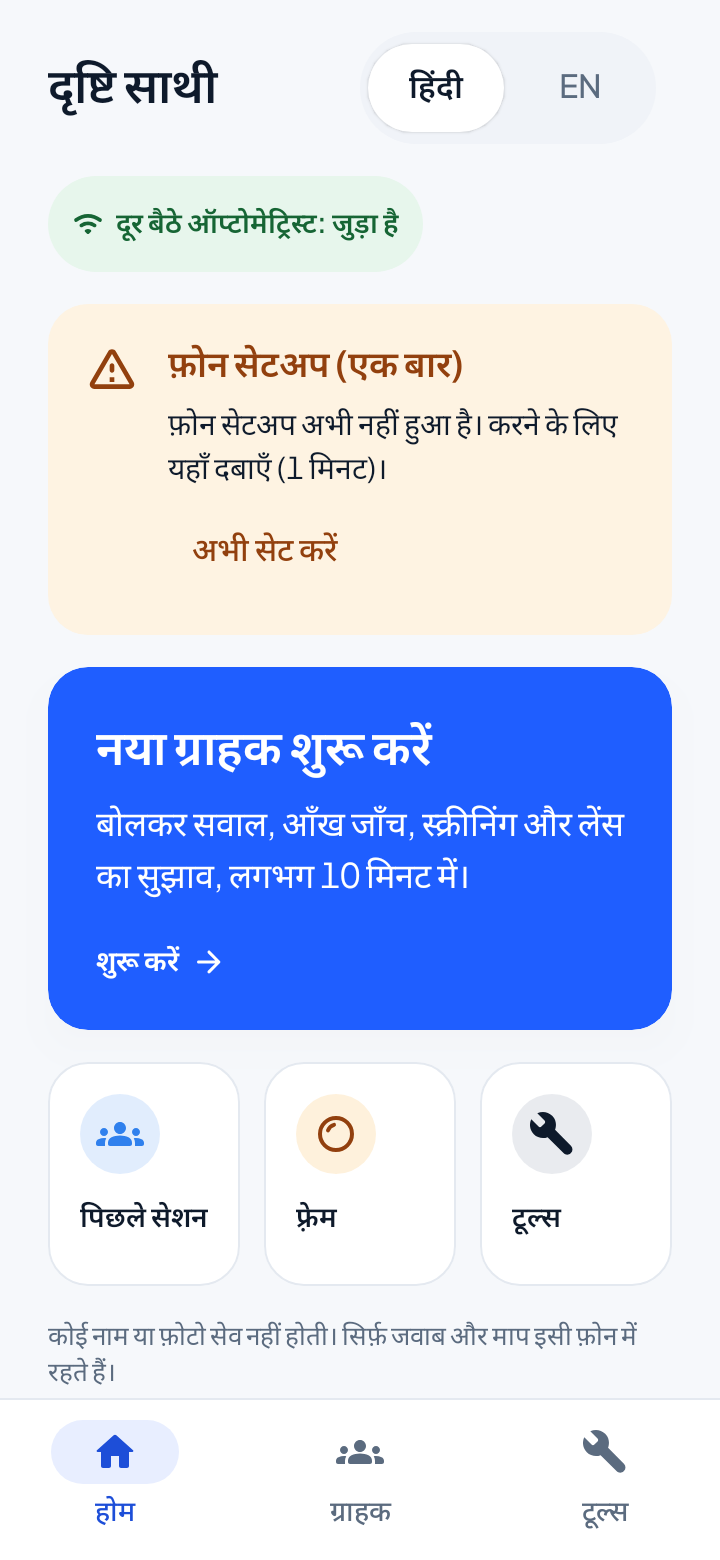 दृष्टि साथी
हिंदी
EN
दूर बैठे ऑप्टोमेट्रिस्ट: जुड़ा है
फ़ोन सेटअप (एक बार)
फ़ोन सेटअप अभी नहीं हुआ है। करने के लिए
यहाँ दबाएँ (1 मिनट)।
अभी सेट करें
नया ग्राहक शुरू करें
बोलकर सवाल, आँख जाँच, स्क्रीनिंग और लेंस
का सुझाव, लगभग 10 मिनट में।
शुरू करें
पिछले सेशन
फ़्रेम
टूल्स
कोई नाम या फ़ोटो सेव नहीं होती। सिर्फ़ जवाब और माप इसी फ़ोन में
रहते हैं।
होम
ग्राहक
टूल्स